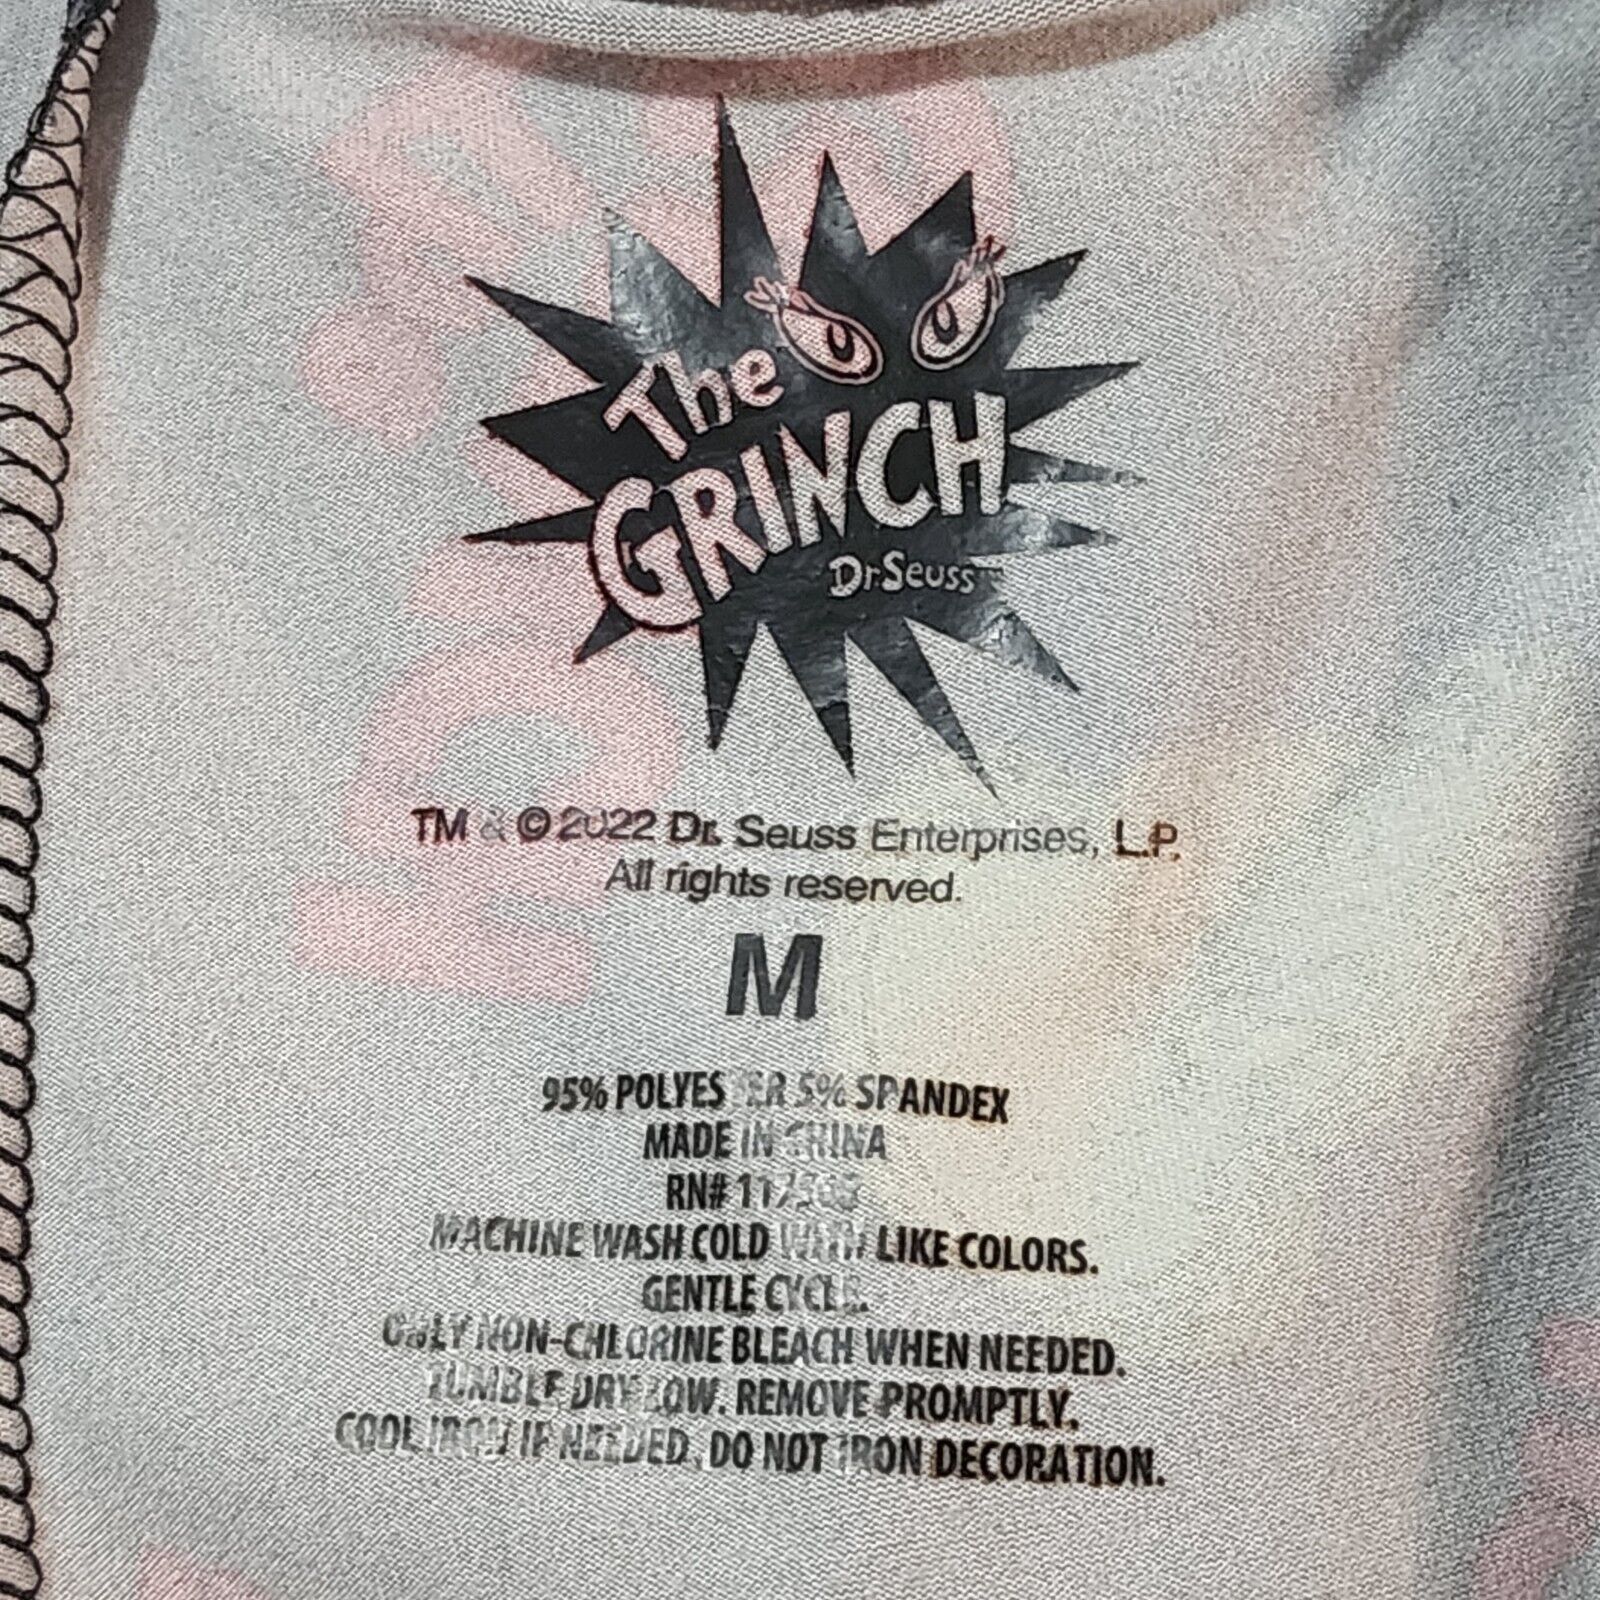 The
GRINCH
Dr Seuss
TM & © 2022 Dr. Seuss Enterprises, L.P.
All rights reserved.
M
95% POLYESTER 5% SPANDEX
MADE IN CHINA
RN#
MACHINE WASH COLD WITH LIKE COLORS.
GENTLE CYCLE.
ONLY NON-CHLORINE BLEACH WHEN NEEDED.
TUMBLE DRY LOW. REMOVE PROMPTLY.
COOL IRON IF NEEDED. DO NOT IRON DECORATION.